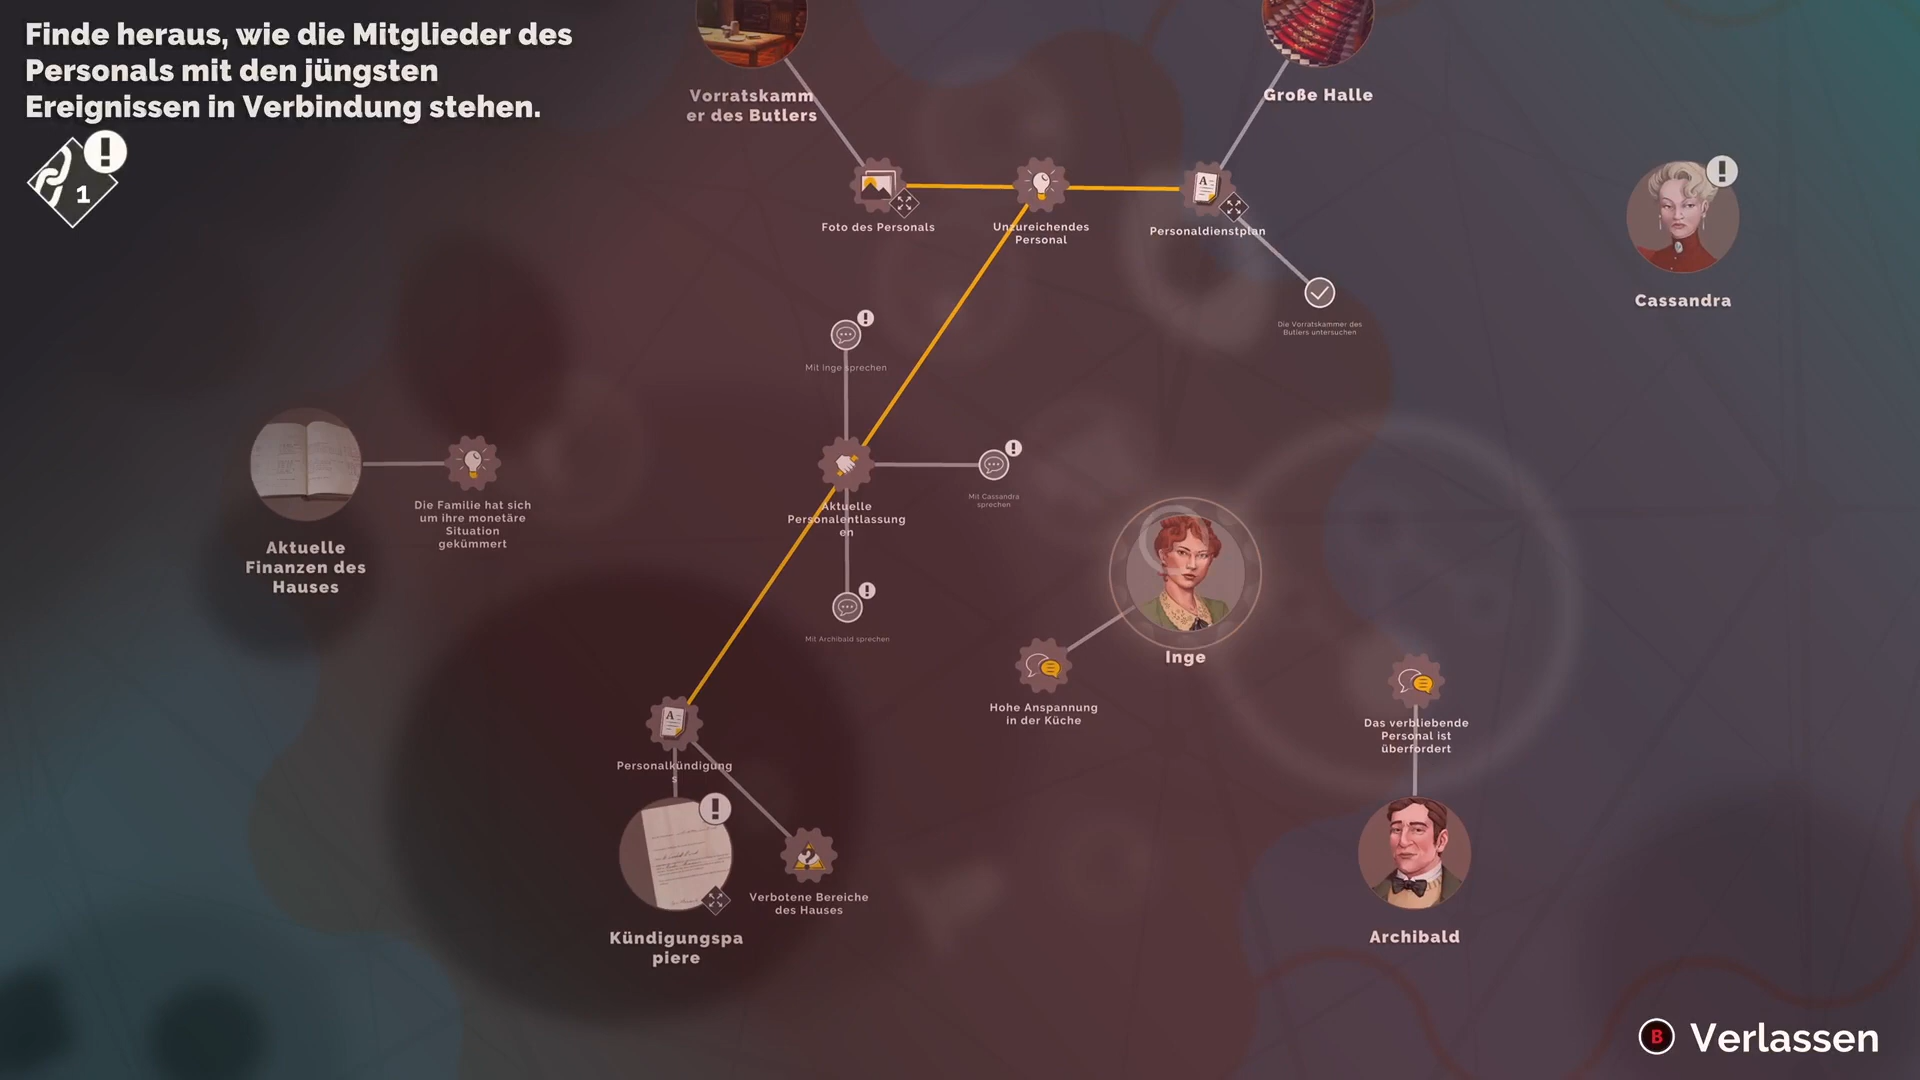 Finde heraus, wie die Mitglieder des
Personals mit den jüngsten
Ereignissen in Verbindung stehen.
!
1
Vorratskamm
er des Butlers
Große Halle
Foto des Personals
Unzureichendes
Personal
A
Personaldienstplan
!
Cassandra
Die Vorratskammer des
Butlers untersuchen
!
Mit Inge sprechen
!
Mit Cassandra
sprechen
Aktuelle
Personalentlassung
en
Die Familie hat sich
um ihre monetäre
Situation
gekümmert
Aktuelle
Finanzen des
Hauses
!
Mit Archibald sprechen
Inge
Hohe Anspannung
in der Küche
Das verbliebende
Personal ist
überfordert
A
Personalkündigung
s
!
?
Verbotene Bereiche
des Hauses
Kündigungspa
piere
Archibald
B Verlassen